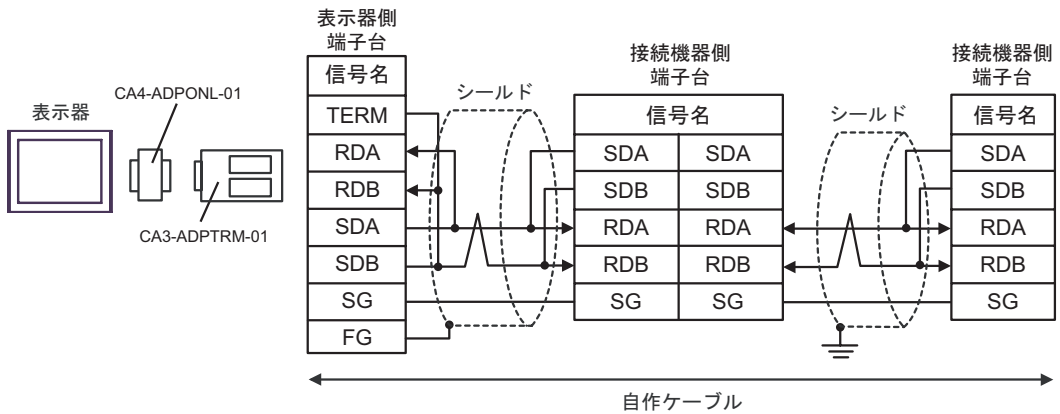 表示器
CA4-ADPONL-01
CA3-ADPTRM-01
表示器側
端子台
信号名
TERM
RDA
RDB
SDA
SDB
SG
FG
シールド
接続機器側
端子台
信号名
SDA SDA
SDB SDB
RDA RDA
RDB RDB
SG SG
シールド
接続機器側
端子台
信号名
SDA
SDB
RDA
RDB
SG
自作ケーブル